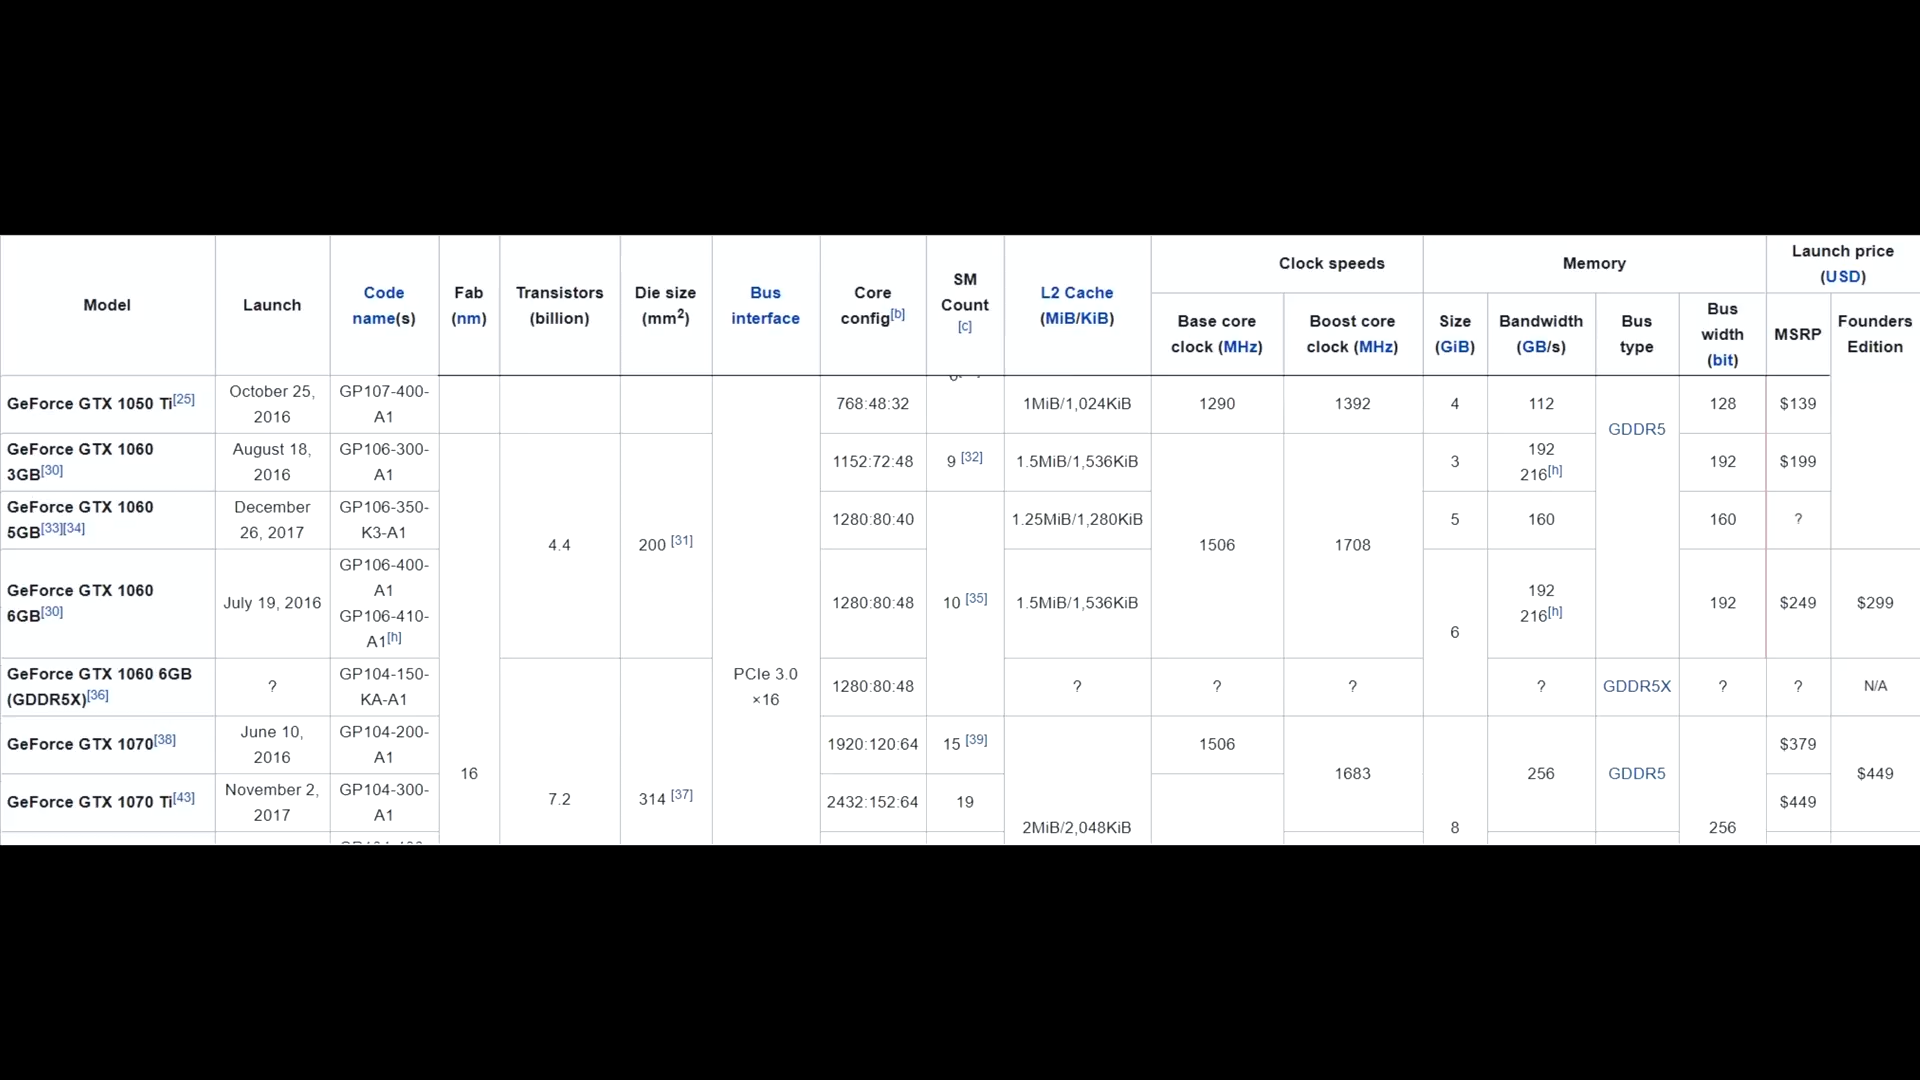 Model
Launch
Code
name(s)
Fab
(nm)
Transistors
(billion)
Die size
(mm2)
Bus
interface
Core
config[b]
SM
Count
[c]
L2 Cache
(MiB/KiB)
Clock speeds
Base core
clock (MHz)
Boost core
clock (MHz)
Memory
Size
(GiB)
Bandwidth
(GB/s)
Bus
type
Bus
width
(bit)
Launch price
(USD)
MSRP
Founders
Edition
GeForce GTX 1050 Ti[25]
October 25,
2016
GP107-400-
A1
768:48:32
1MiB/1,024KiB
1290
1392
4
112
GDDR5
128
$139
GeForce GTX 1060
3GB[30]
August 18,
2016
GP106-300-
A1
1152:72:48
9 [32]
1.5MiB/1,536KiB
3
192
216[h]
192
$199
GeForce GTX 1060
5GB[33][34]
December
26, 2017
GP106-350-
K3-A1
4.4
200 [31]
1280:80:40
1.25MiB/1,280KiB
1506
1708
5
160
160
?
GeForce GTX 1060
6GB[30]
July 19, 2016
GP106-400-
A1
GP106-410-
A1[h]
1280:80:48
10 [35]
1.5MiB/1,536KiB
6
192
216[h]
192
$249
$299
GeForce GTX 1060 6GB
(GDDR5X)[36]
?
GP104-150-
KA-A1
PCIe 3.0
×16
1280:80:48
?
?
?
?
GDDR5X
?
?
N/A
GeForce GTX 1070[38]
June 10,
2016
GP104-200-
A1
16
1920:120:64
15 [39]
1506
1683
256
GDDR5
$379
$449
GeForce GTX 1070 Ti[43]
November 2,
2017
GP104-300-
A1
7.2
314 [37]
2432:152:64
19
2MiB/2,048KiB
8
256
$449